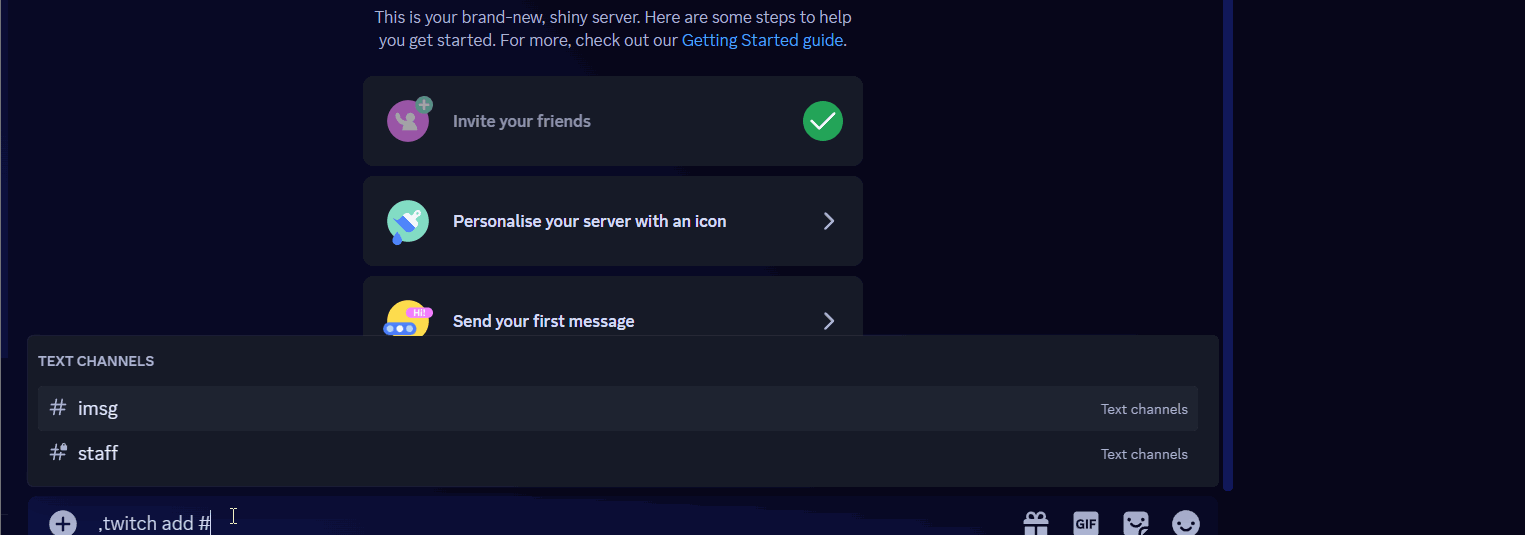 This is your brand-new, shiny server. Here are some steps to help
you get started. For more, check out our Getting Started guide.
Invite your friends
Personalise your server with an icon
Hi!
Send your first message
TEXT CHANNELS
# imsg Text channels
# staff Text channels
,twitch add #
GIF